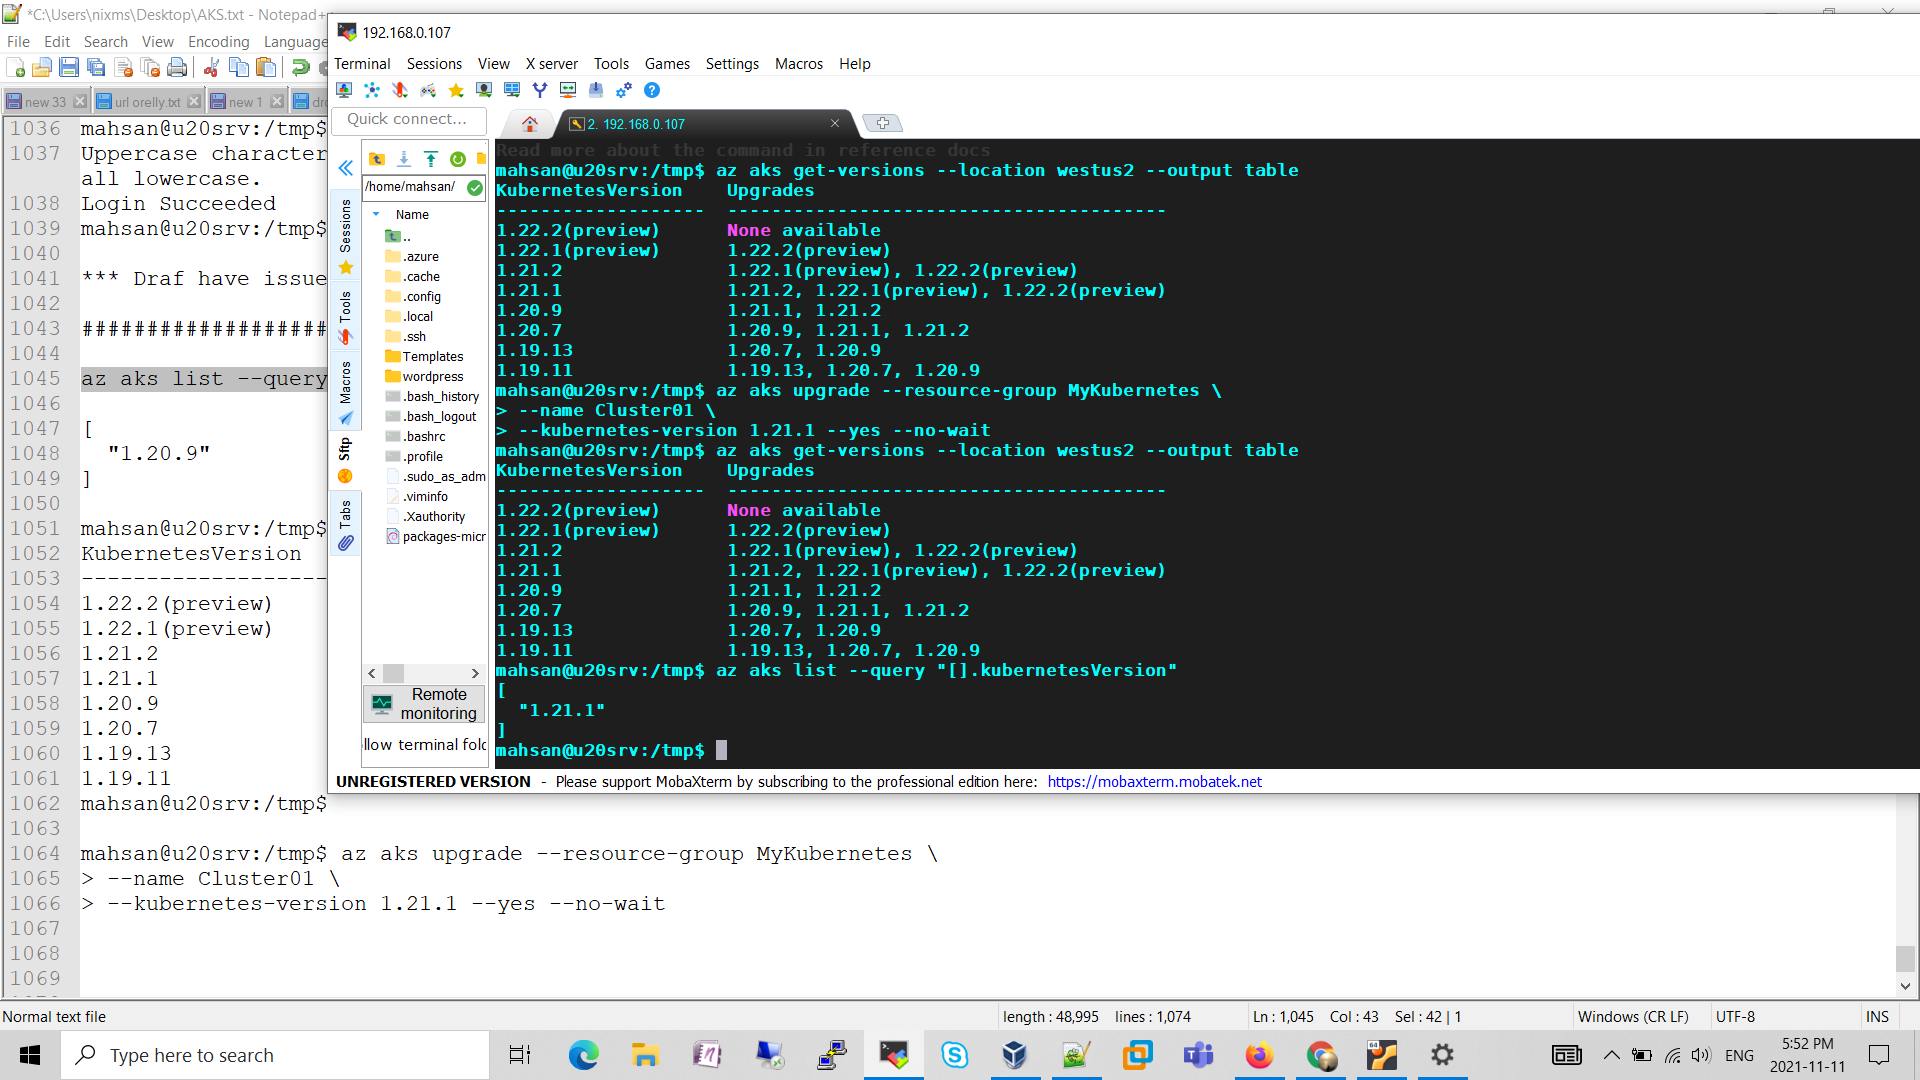 *C:\Users\nixms\Desktop\AKS.txt - Notepad+
File Edit Search View Encoding Language
new 33
url orelly.txt
new 1
1036 mahsan@u20srv:/tmp$
1037 Uppercase character
all lowercase.
1038 Login Succeeded
1039 mahsan@u20srv:/tmp$
1040
1041 *** Draf have issue
1042
1043 ###################
1044
1045 az aks list --query
1046
1047 [
1048 "1.20.9"
1049 ]
1050
1051 mahsan@u20srv:/tmp$
1052 KubernetesVersion
1053 -------------------
1054 1.22.2(preview)
1055 1.22.1(preview)
1056 1.21.2
1057 1.21.1
1058 1.20.9
1059 1.20.7
1060 1.19.13
1061 1.19.11
1062 mahsan@u20srv:/tmp$
1063
1064 mahsan@u20srv:/tmp$ az aks upgrade --resource-group MyKubernetes \
1065 > --name Cluster01 \
1066 > --kubernetes-version 1.21.1 --yes --no-wait
1067
1068
1069
192.168.0.107
Terminal Sessions View X server Tools Games Settings Macros Help
Quick connect...
2. 192.168.0.107
Sessions
Tools
Macros
Sftp
Tabs
/home/mahsan/
Name
..
.azure
.cache
.config
.local
.ssh
Templates
wordpress
.bash_history
.bash_logout
.bashrc
.profile
.sudo_as_adm
.viminfo
.Xauthority
packages-micr
Remote
monitoring
llow terminal fold
Read more about the command in reference docs
mahsan@u20srv:/tmp$ az aks get-versions --location westus2 --output table
KubernetesVersion Upgrades
------------------- ----------------------------------------
1.22.2(preview) None available
1.22.1(preview) 1.22.2(preview)
1.21.2 1.22.1(preview), 1.22.2(preview)
1.21.1 1.21.2, 1.22.1(preview), 1.22.2(preview)
1.20.9 1.21.1, 1.21.2
1.20.7 1.20.9, 1.21.1, 1.21.2
1.19.13 1.20.7, 1.20.9
1.19.11 1.19.13, 1.20.7, 1.20.9
mahsan@u20srv:/tmp$ az aks upgrade --resource-group MyKubernetes \
> --name Cluster01 \
> --kubernetes-version 1.21.1 --yes --no-wait
mahsan@u20srv:/tmp$ az aks get-versions --location westus2 --output table
KubernetesVersion Upgrades
------------------- ----------------------------------------
1.22.2(preview) None available
1.22.1(preview) 1.22.2(preview)
1.21.2 1.22.1(preview), 1.22.2(preview)
1.21.1 1.21.2, 1.22.1(preview), 1.22.2(preview)
1.20.9 1.21.1, 1.21.2
1.20.7 1.20.9, 1.21.1, 1.21.2
1.19.13 1.20.7, 1.20.9
1.19.11 1.19.13, 1.20.7, 1.20.9
mahsan@u20srv:/tmp$ az aks list --query "[].kubernetesVersion"
[
"1.21.1"
]
mahsan@u20srv:/tmp$
UNREGISTERED VERSION - Please support MobaXterm by subscribing to the professional edition here: https://mobaxterm.mobatek.net
Normal text file length : 48,995 lines : 1,074 Ln : 1,045 Col : 43 Sel : 42 | 1 Windows (CR LF) UTF-8 INS
Type here to search
ENG
5:52 PM
2021-11-11